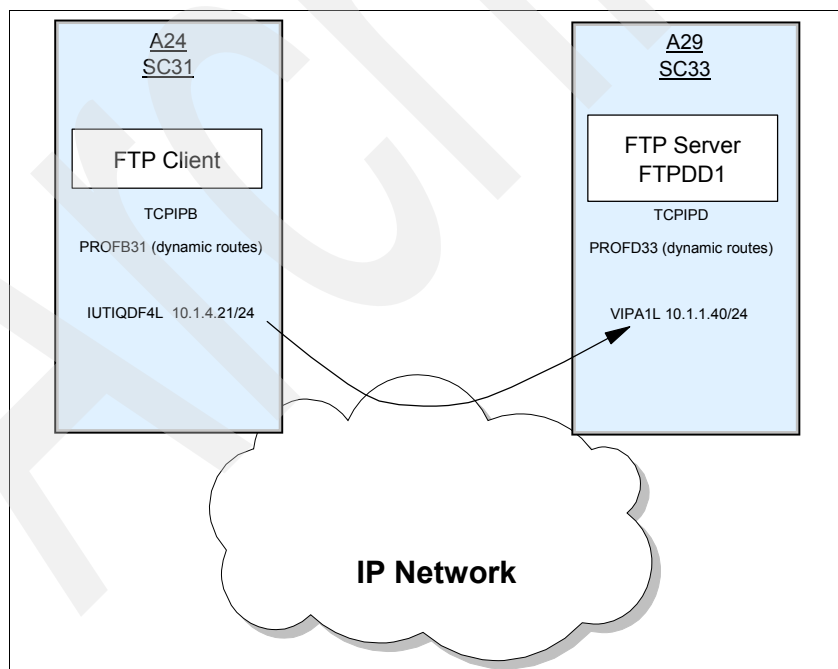 A24
SC31
FTP Client
TCPIPB
PROFB31 (dynamic routes)
IUTIQDF4L 10.1.4.21/24
A29
SC33
FTP Server
FTPDD1
TCPIPD
PROFD33 (dynamic routes)
VIPA1L 10.1.1.40/24
IP Network